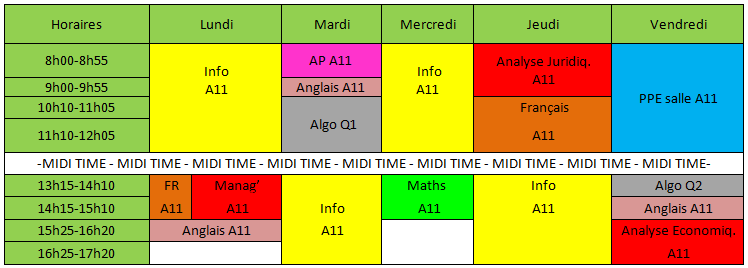 Horaires Lundi Mardi Mercredi Jeudi Vendredi
8h00-8h55 Info A11 AP A11 Info A11 Analyse Juridiq. A11 PPE salle A11
9h00-9h55 Anglais A11
10h10-11h05 Algo Q1 Français A11
11h10-12h05
-MIDI TIME - MIDI TIME - MIDI TIME - MIDI TIME - MIDI TIME - MIDI TIME - MIDI TIME - MIDI TIME - MIDI TIME-
13h15-14h10 FR A11 Manag’ A11 Info A11 Maths A11 Info A11 Algo Q2
14h15-15h10 Anglais A11
15h25-16h20 Anglais A11 Analyse Economiq. A11
16h25-17h20